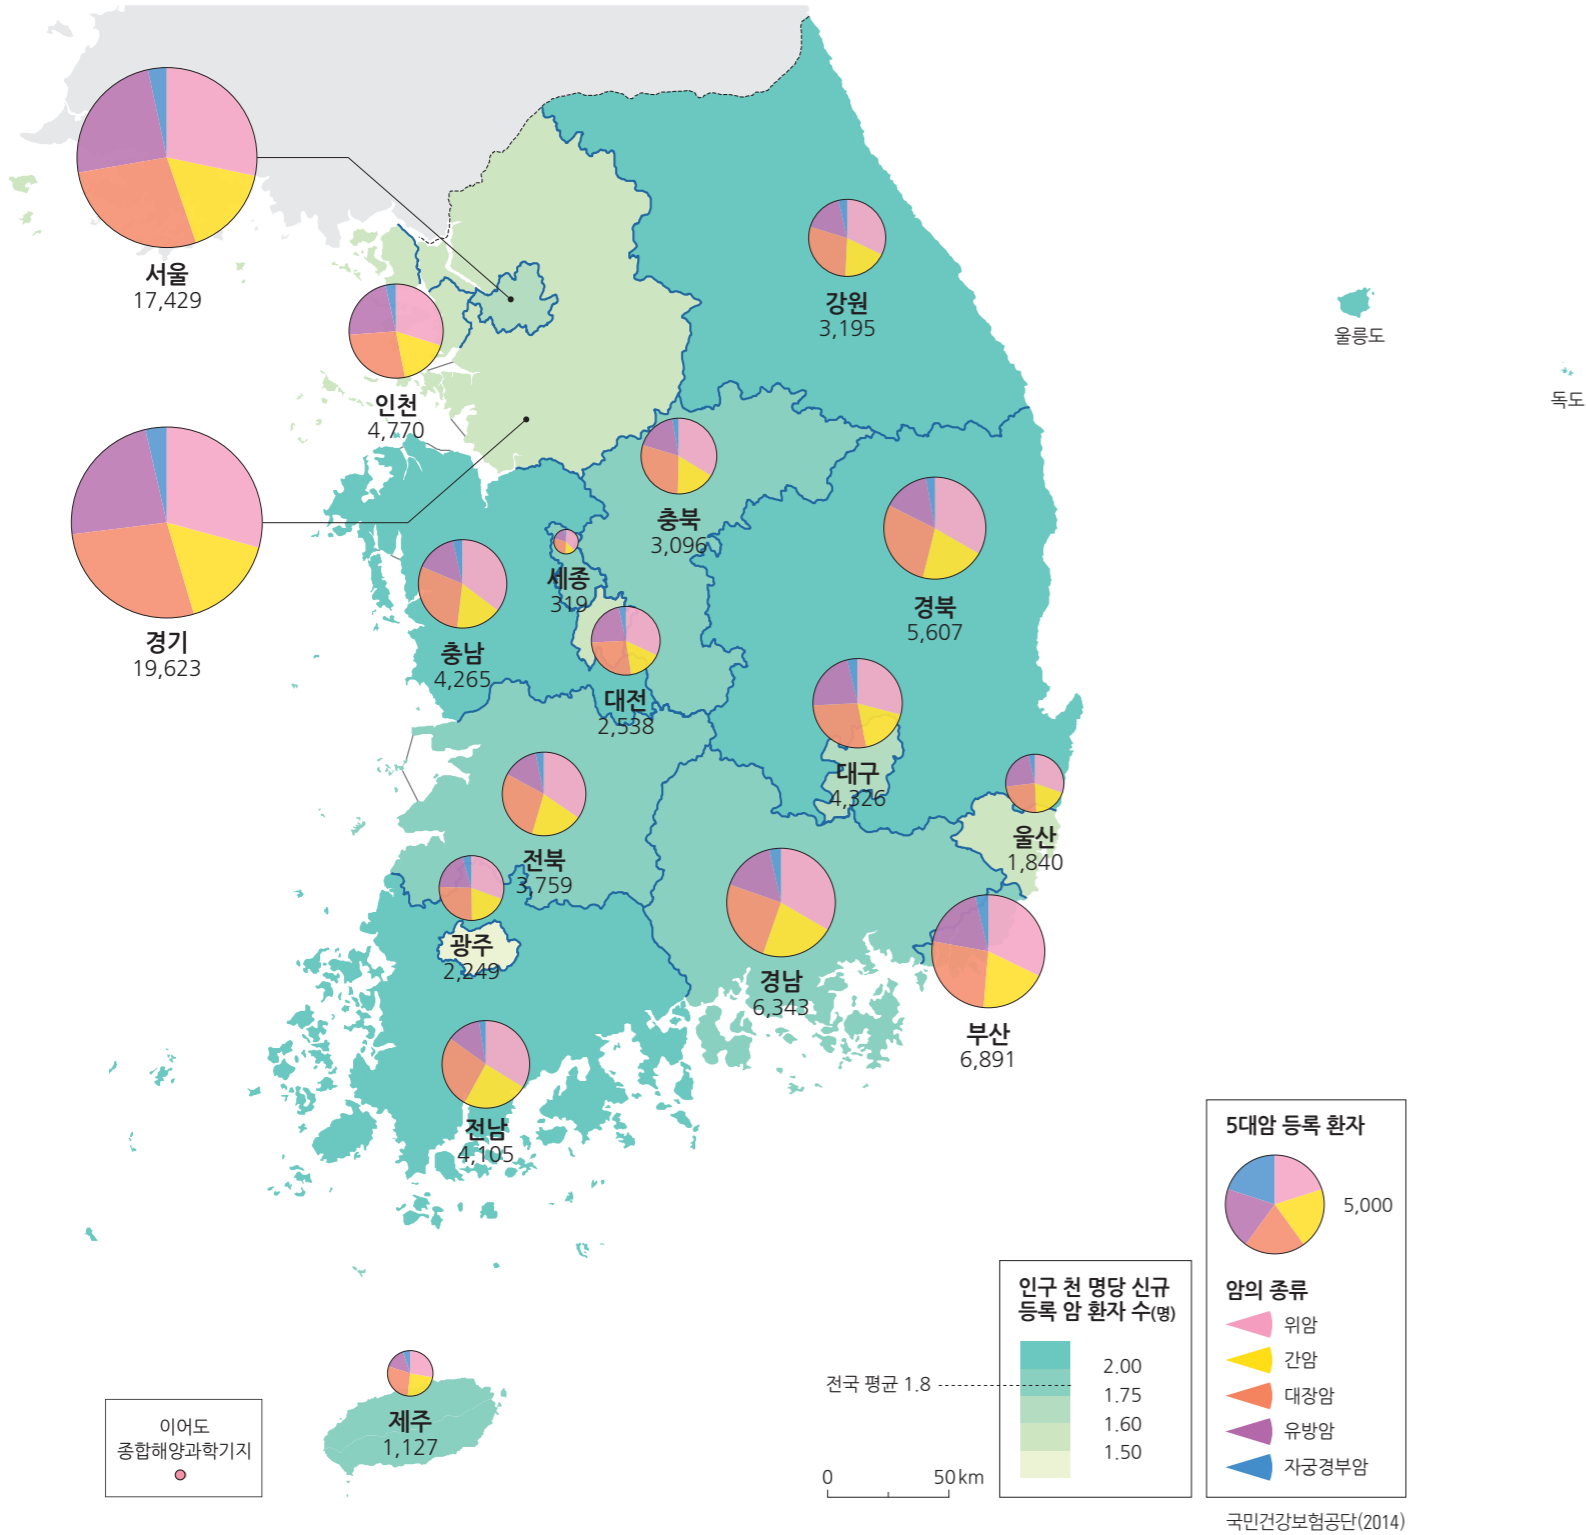 서울
17,429
강원
3,195
울릉도
독도
인천
4,770
충북
3,096
세종
319
경북
5,607
경기
19,623
충남
4,265
대전
2,538
대구
4,326
울산
1,840
전북
3,759
광주
2,249
경남
6,343
부산
6,891
전남
4,105
제주
1,127
이어도
종합해양과학기지
0
50 km
전국 평균 1.8
인구 천 명당 신규
등록 암 환자 수(명)
2.00
1.75
1.60
1.50
5대암 등록 환자
5,000
암의 종류
위암
간암
대장암
유방암
자궁경부암
국민건강보험공단(2014)